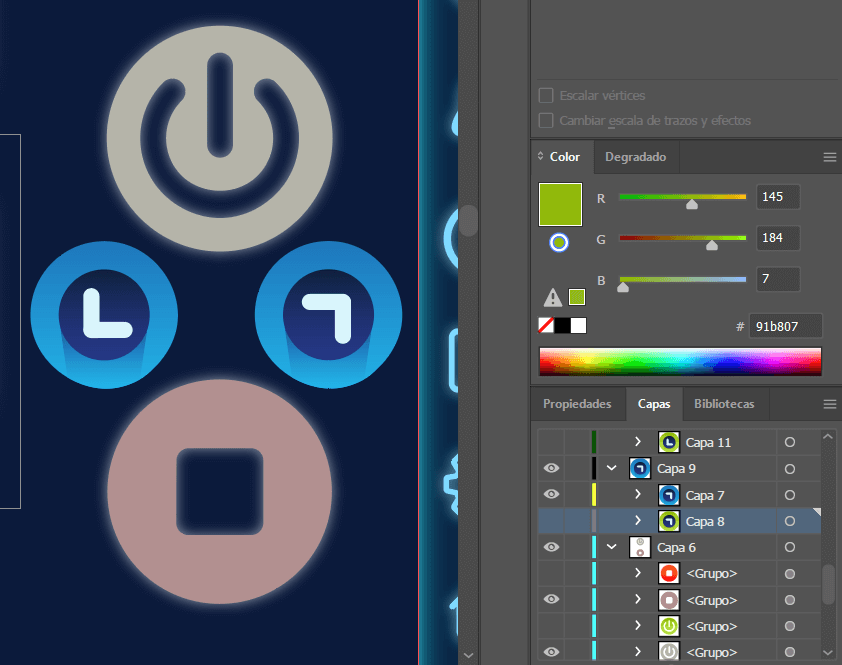 Escalar vértices
Cambiar escala de trazos y efectos
Color
Degradado
R
145
G
184
B
7
#
91b807
Propiedades
Capas
Bibliotecas
Capa 11
Capa 9
Capa 7
Capa 8
Capa 6
<Grupo>
<Grupo>
<Grupo>
<Grupo>